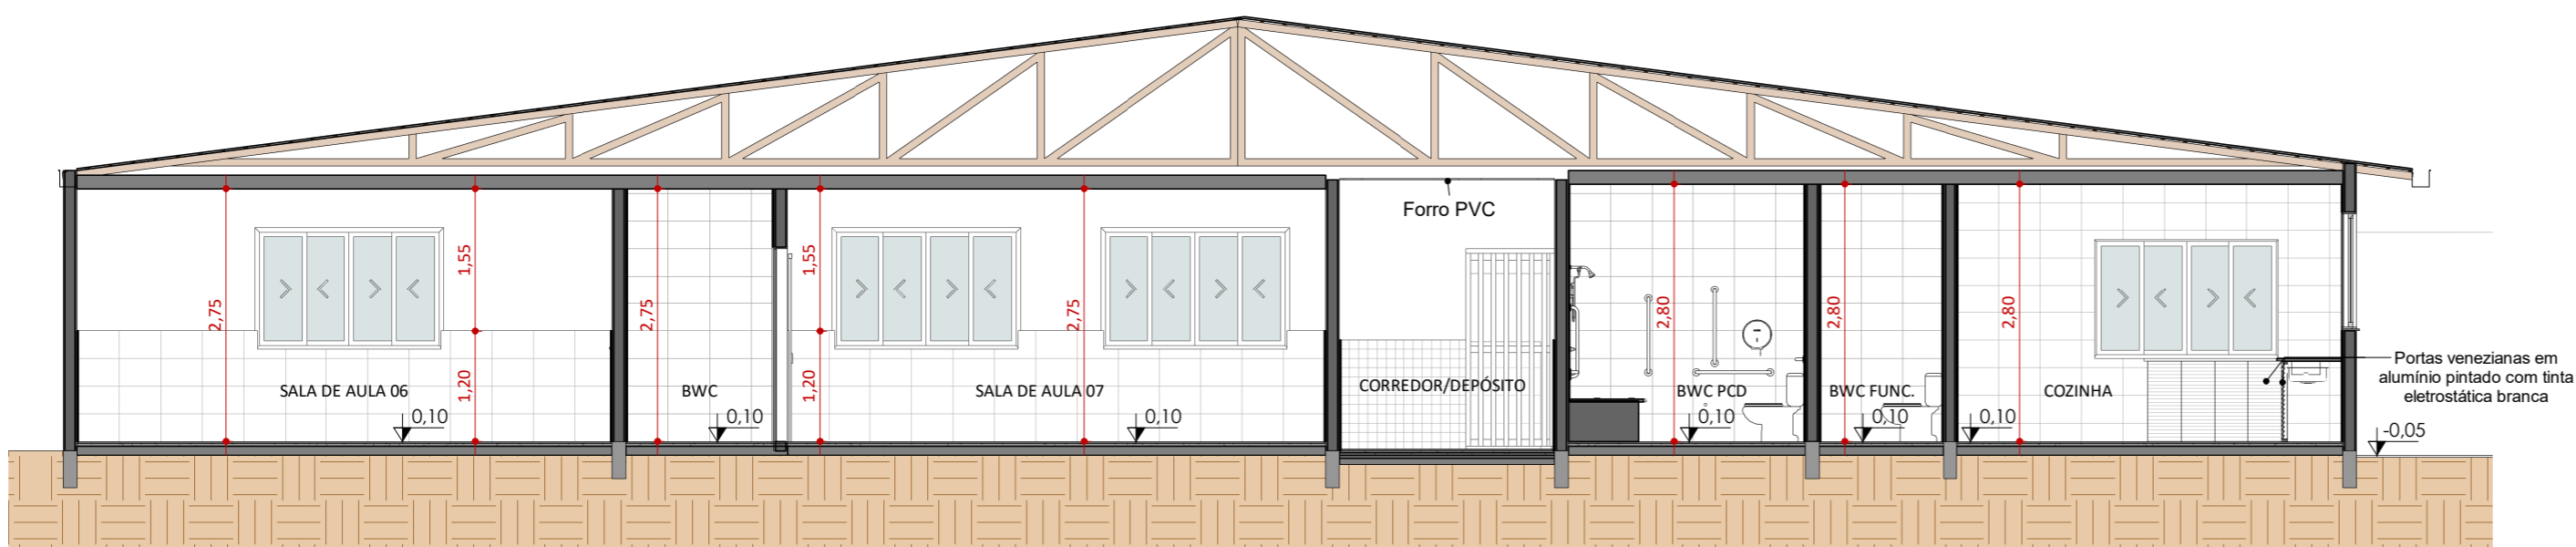 Forro PVC
2,75
1,55
1,20
2,75
1,55
1,20
2,75
2,80
2,80
2,80
SALA DE AULA 06
0,10
BWC
0,10
SALA DE AULA 07
0,10
CORREDOR/DEPÓSITO
BWC PCD
0,10
BWC FUNC.
0,10
COZINHA
0,10
Portas venezianas em
alumínio pintado com tinta
eletrostática branca
-0,05